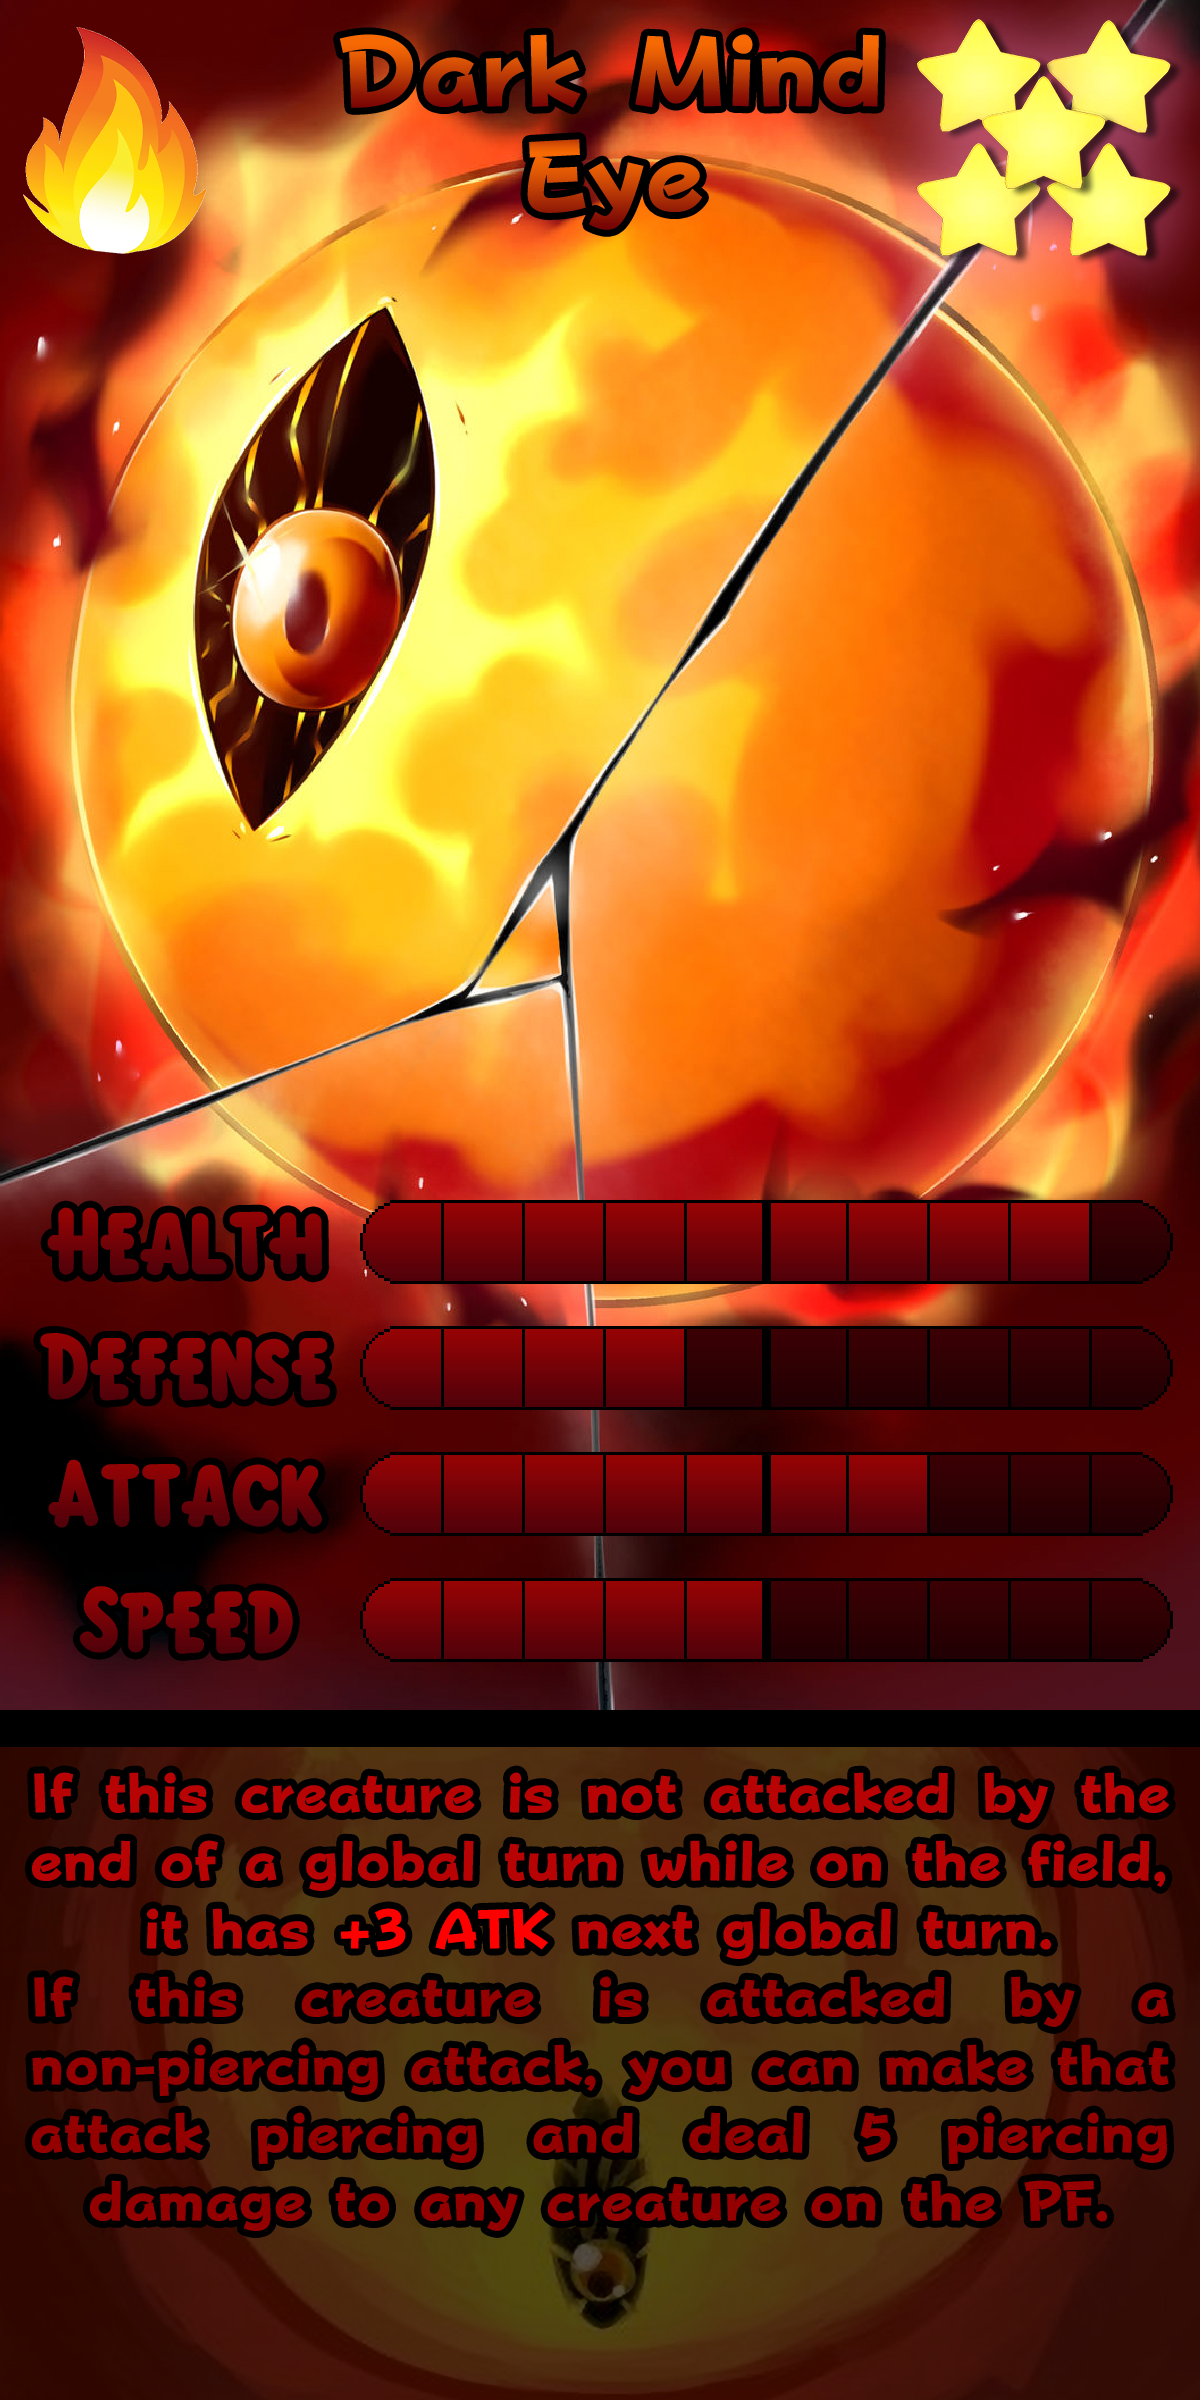 Dark Mind
Eye
HEALTH
DEFENSE
ATTACK
SPEED
If this creature is not attacked by the
end of a global turn while on the field,
it has +3 ATK next global turn.
If this creature is attacked by a
non-piercing attack, you can make that
attack piercing and deal 5 piercing
damage to any creature on the PF.